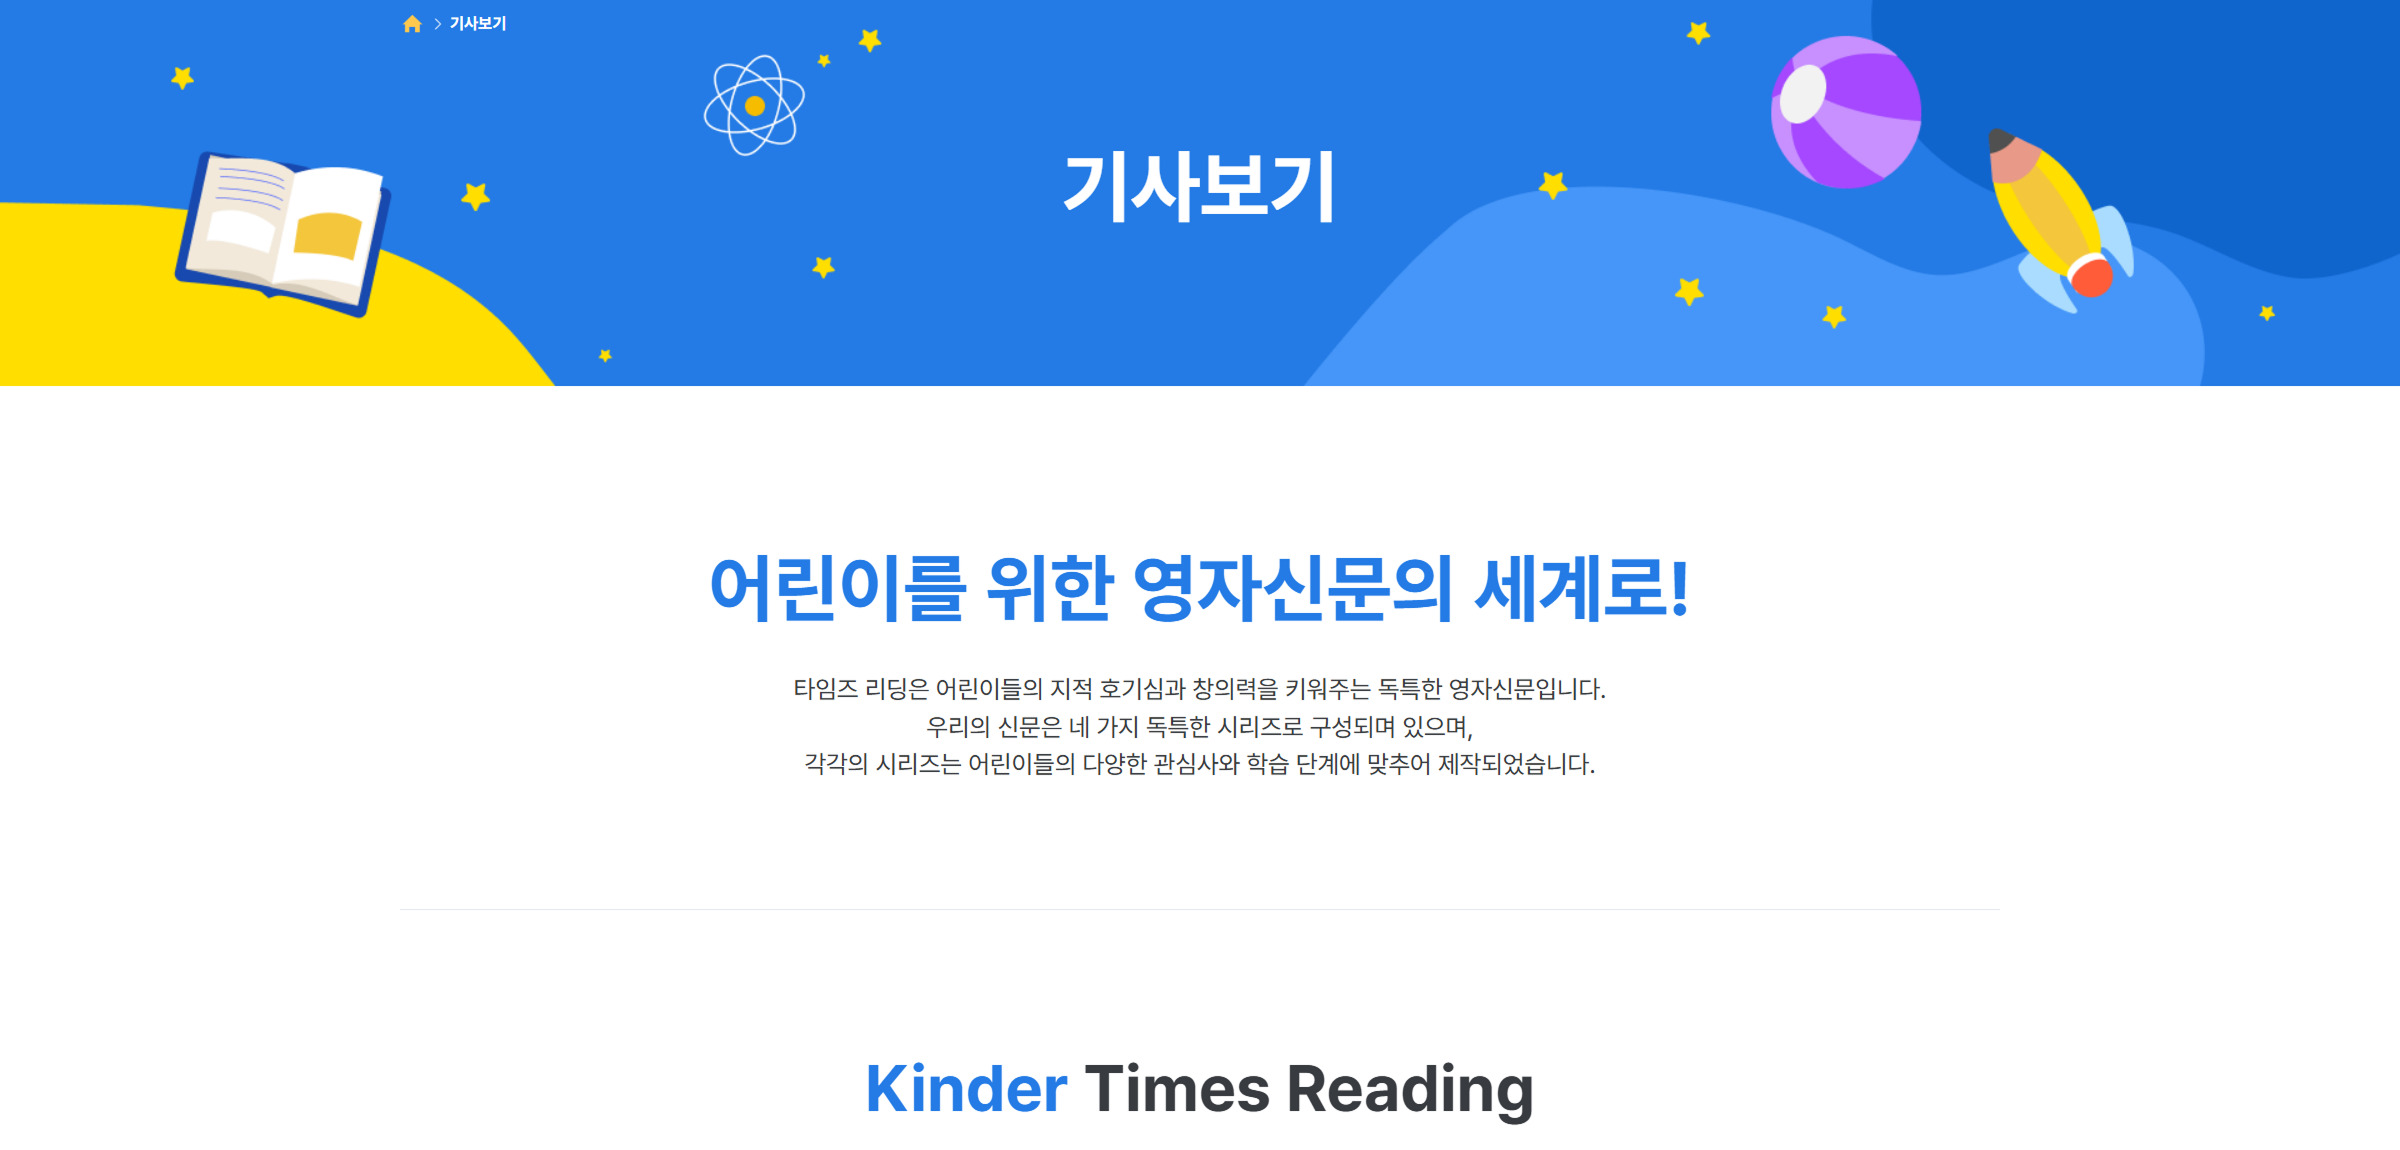 기사보기
기사보기
어린이를 위한 영자신문의 세계로!
타임즈 리딩은 어린이들의 지적 호기심과 창의력을 키워주는 독특한 영자신문입니다.
우리의 신문은 네 가지 독특한 시리즈로 구성되며 있으며,
각각의 시리즈는 어린이들의 다양한 관심사와 학습 단계에 맞추어 제작되었습니다.
Kinder Times Reading